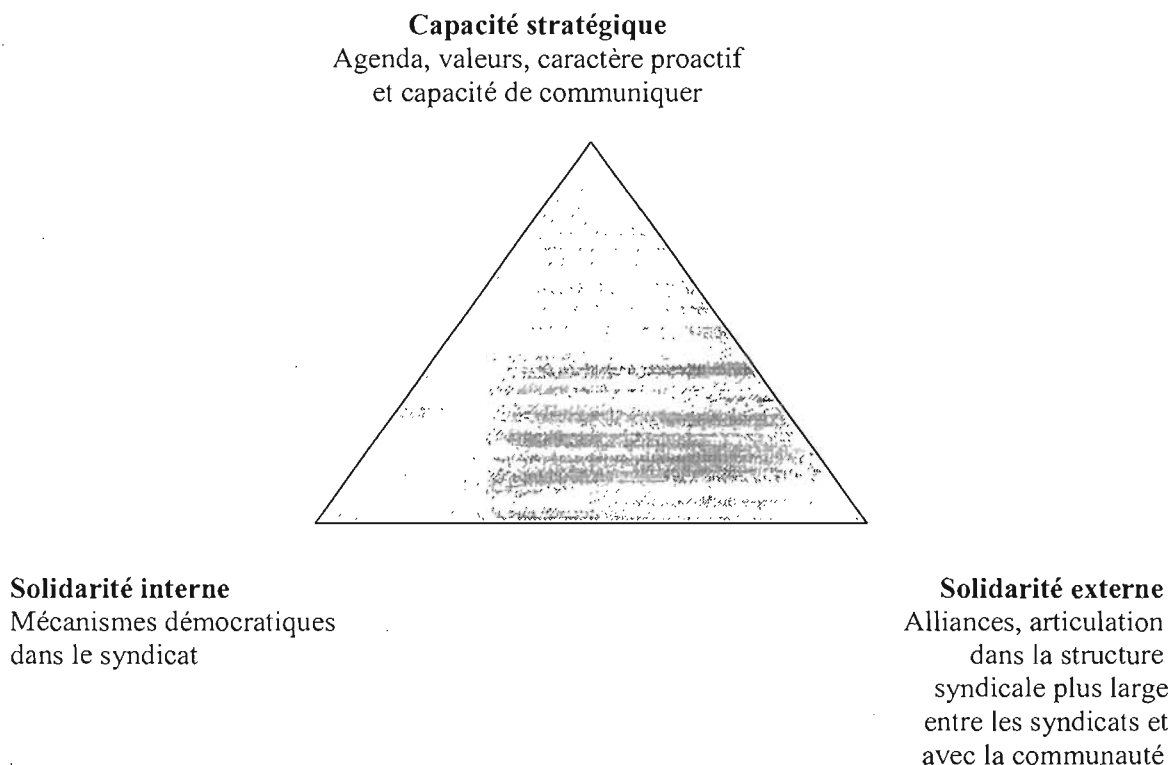 Capacité stratégique
Agenda, valeurs, caractère proactif
et capacité de communiquer
Solidarité interne
Mécanismes démocratiques
dans le syndicat
Solidarité externe
Alliances, articulation
dans la structure
syndicale plus large
entre les syndicats et
avec la communauté